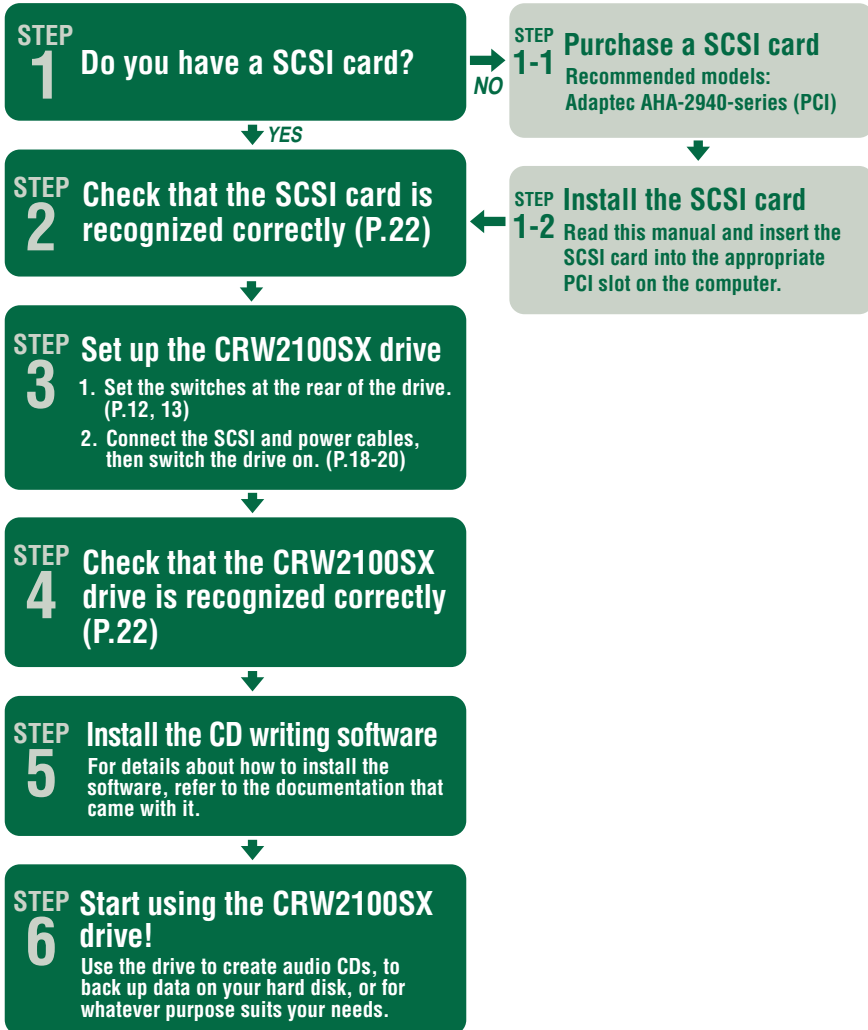 STEP
1
Do you have a SCSI card?
NO
YES
STEP
1-1
Purchase a SCSI card
Recommended models:
Adaptec AHA-2940-series (PCI)
STEP
1-2
Install the SCSI card
Read this manual and insert the
SCSI card into the appropriate
PCI slot on the computer.
STEP
2
Check that the SCSI card is
recognized correctly (P.22)
STEP
3
Set up the CRW2100SX drive
1. Set the switches at the rear of the drive.
(P.12, 13)
2. Connect the SCSI and power cables,
then switch the drive on. (P.18-20)
STEP
4
Check that the CRW2100SX
drive is recognized correctly
(P.22)
STEP
5
Install the CD writing software
For details about how to install the
software, refer to the documentation that
came with it.
STEP
6
Start using the CRW2100SX
drive!
Use the drive to create audio CDs, to
back up data on your hard disk, or for
whatever purpose suits your needs.